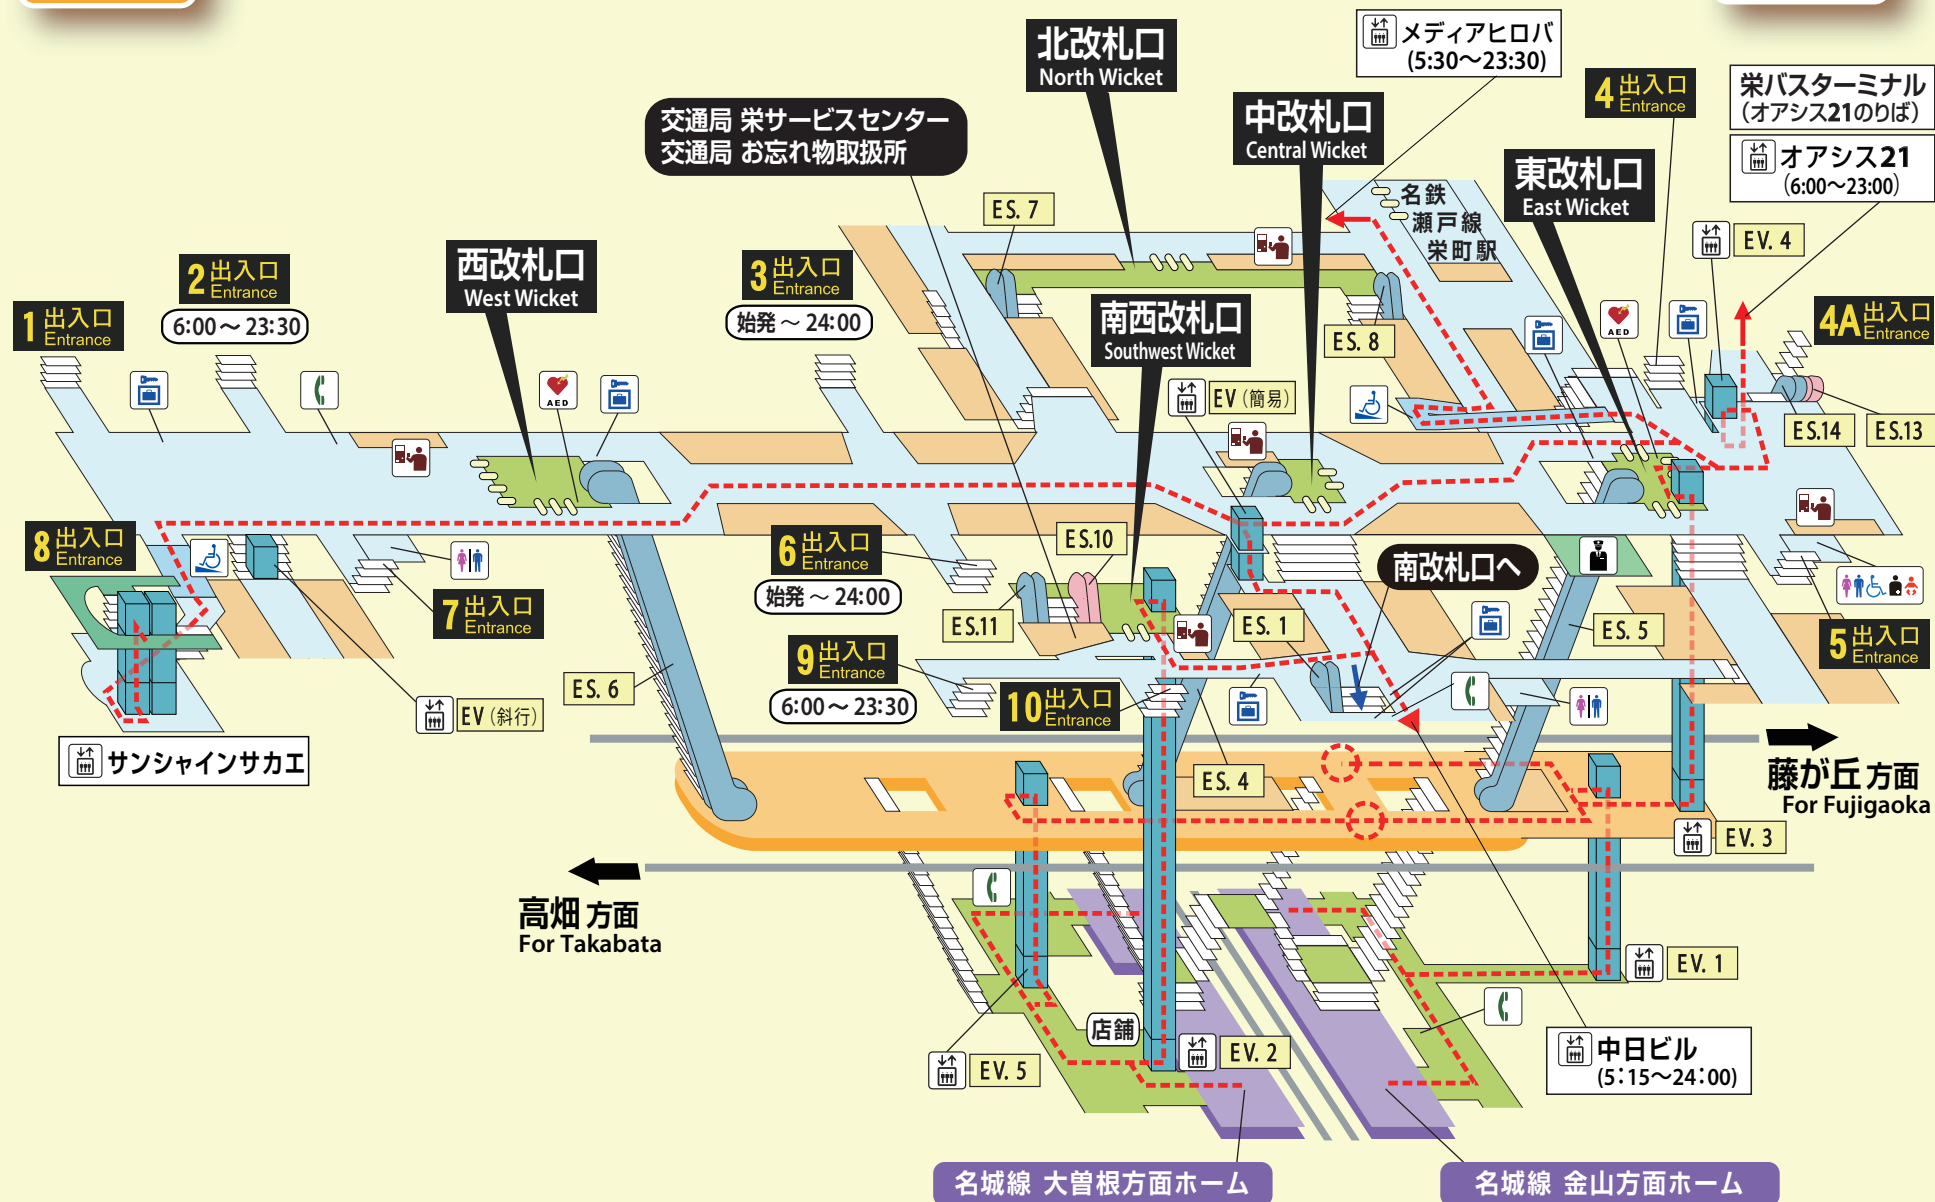 北改札口
North Wicket
メディアヒロバ
(5:30〜23:30)
4 出入口
Entrance
栄バスターミナル
(オアシス21のりば)
オアシス21
(6:00〜23:00)
交通局 栄サービスセンター
交通局 お忘れ物取扱所
中改札口
Central Wicket
東改札口
East Wicket
名鉄
瀬戸線
栄町駅
ES. 7
EV. 4
西改札口
West Wicket
1 出入口
Entrance
2 出入口
Entrance
6:00〜23:30
3 出入口
Entrance
始発〜24:00
南西改札口
Southwest Wicket
ES. 8
AED
4A 出入口
Entrance
AED
EV(簡易)
ES.14
ES.13
8 出入口
Entrance
7 出入口
Entrance
6 出入口
Entrance
始発〜24:00
ES.10
南改札口へ
ES.11
ES. 1
ES. 5
5 出入口
Entrance
9 出入口
Entrance
6:00〜23:30
10 出入口
Entrance
ES. 6
EV(斜行)
サンシャインサカエ
ES. 4
藤が丘方面
For Fujigaoka
EV. 3
高畑方面
For Takabata
EV. 1
店舗
EV. 2
EV. 5
中日ビル
(5:15〜24:00)
名城線 大曽根方面ホーム
名城線 金山方面ホーム